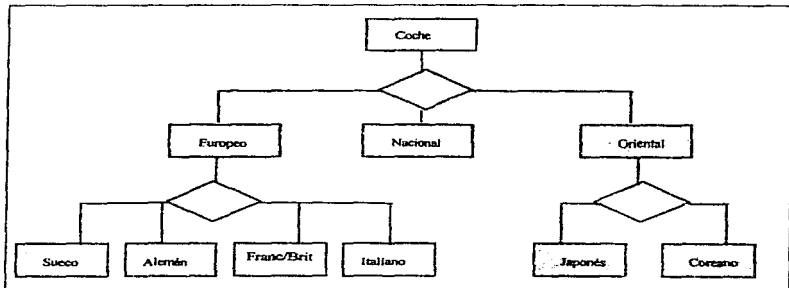 Coche
Europeo
Nacional
Oriental
Sueco
Alemán
Franc/Brit
Italiano
Japonés
Coreano